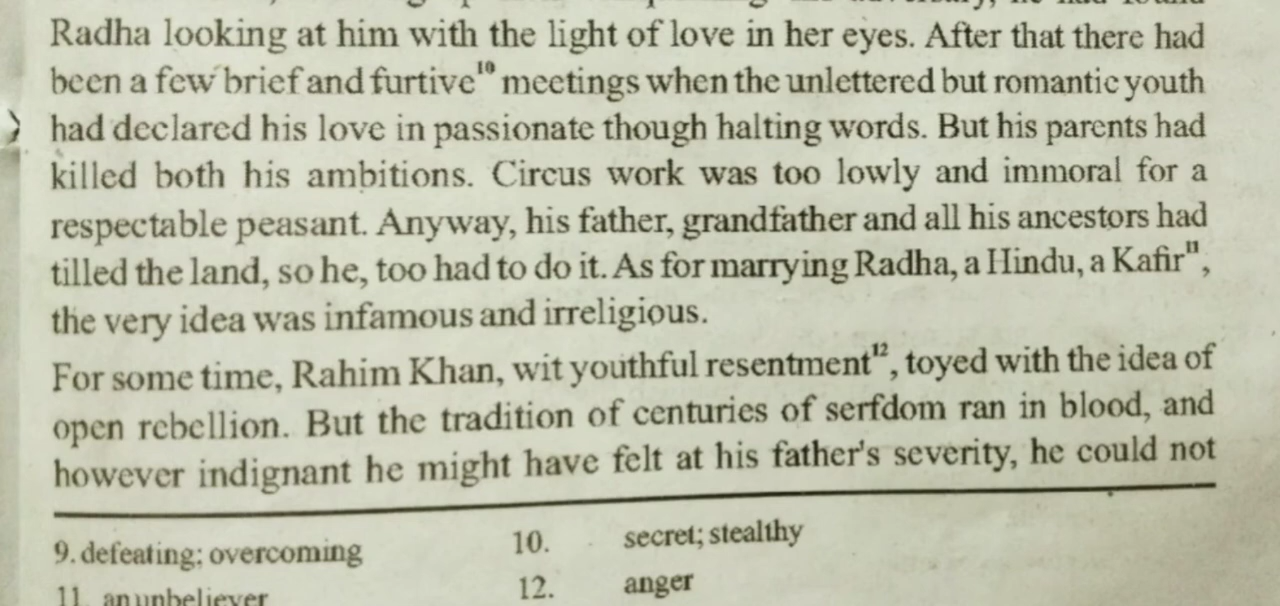 Radha looking at him with the light of love in her eyes. After that there had
been a few brief and furtive¹⁰ meetings when the unlettered but romantic youth
had declared his love in passionate though halting words. But his parents had
killed both his ambitions. Circus work was too lowly and immoral for a
respectable peasant. Anyway, his father, grandfather and all his ancestors had
tilled the land, so he, too had to do it. As for marrying Radha, a Hindu, a Kafir¹¹,
the very idea was infamous and irreligious.
For some time, Rahim Khan, wit youthful resentment¹², toyed with the idea of
open rebellion. But the tradition of centuries of serfdom ran in blood, and
however indignant he might have felt at his father's severity, he could not
9. defeating; overcoming 10. secret; stealthy
11. an unbeliever 12. anger